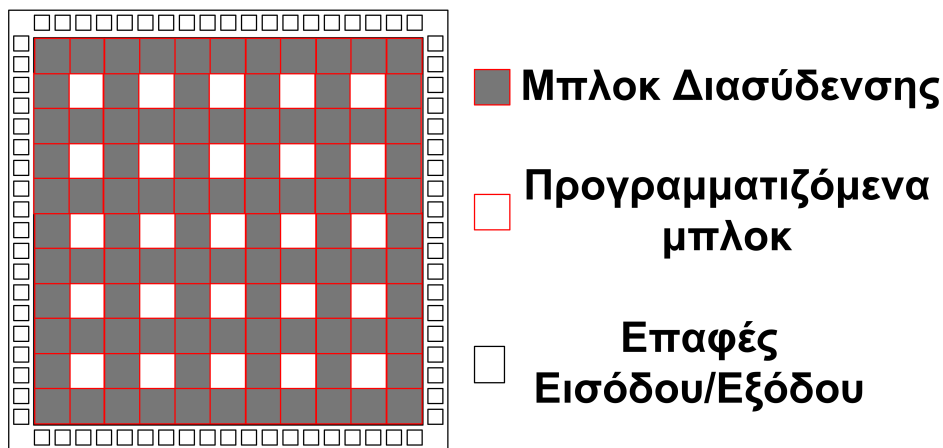 Μπλοκ Διασύδενσης
Προγραμματιζόμενα
μπλοκ
Επαφές
Εισόδου/Εξόδου